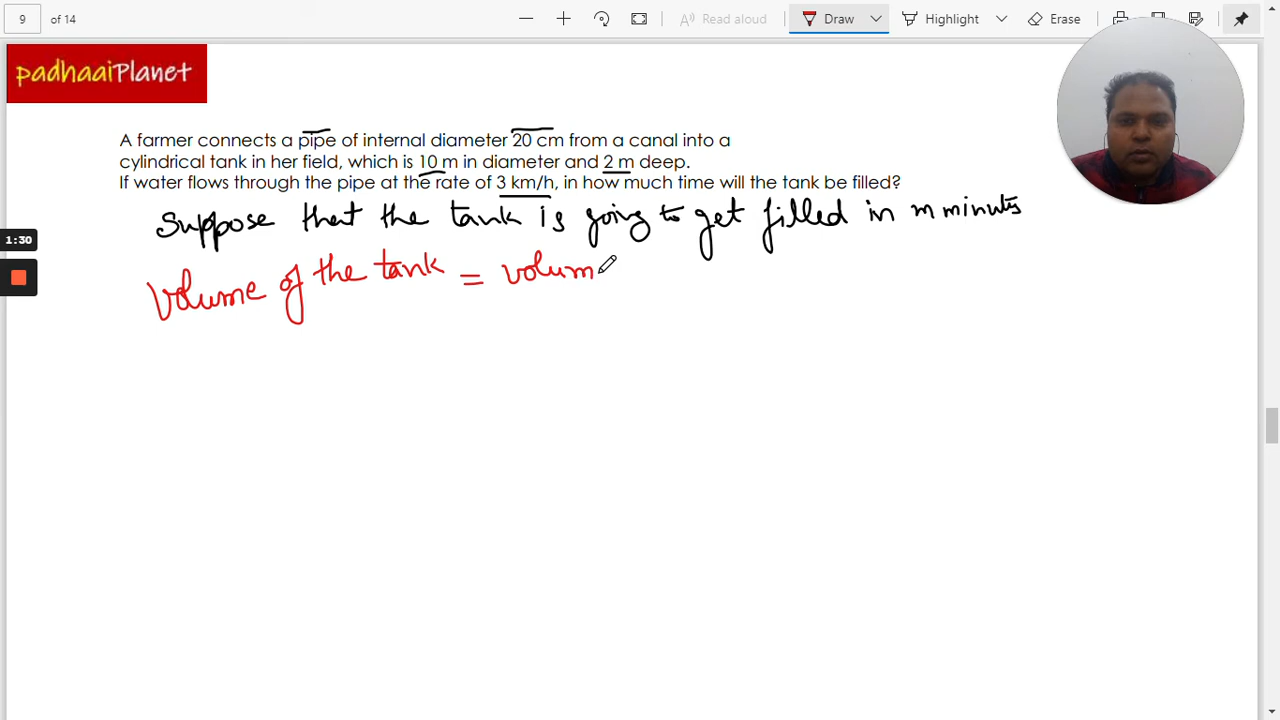 9 of 14
Read aloud
Draw
Highlight
Erase
padhaaiPlanet
A farmer connects a pipe of internal diameter 20 cm from a canal into a
cylindrical tank in her field, which is 10 m in diameter and 2 m deep.
If water flows through the pipe at the rate of 3 km/h, in how much time will the tank be filled?
Suppose that the tank is going to get filled in m minutes
1:30
Volume of the tank = volum